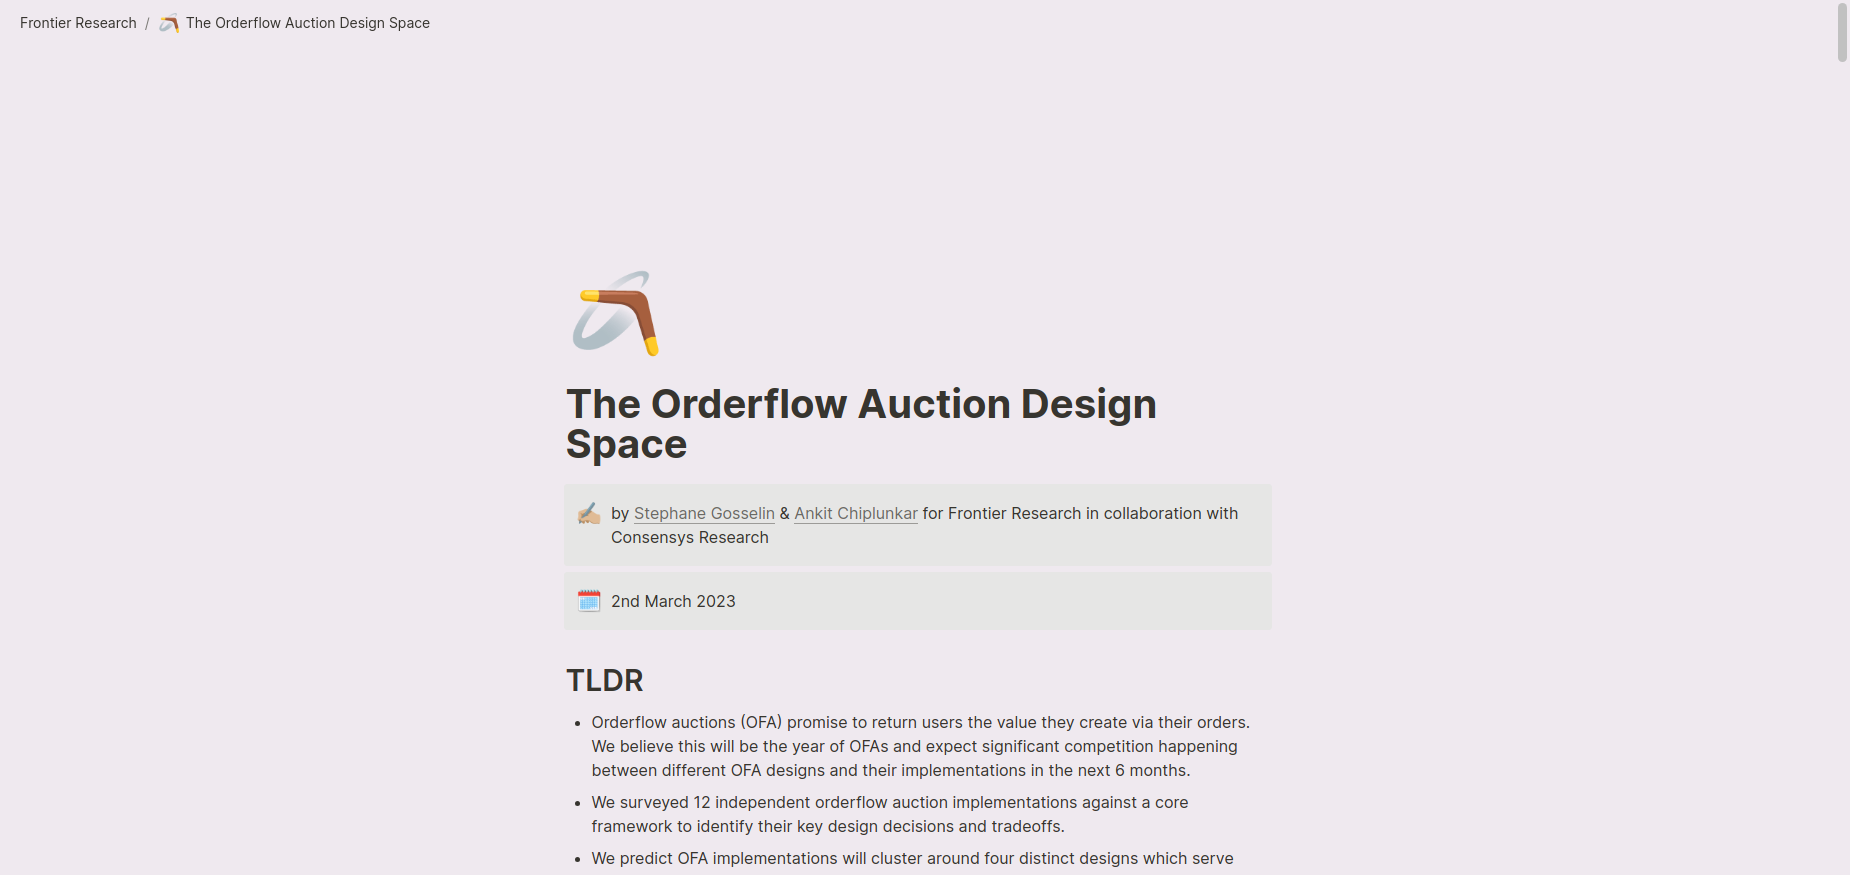 Frontier Research / The Orderflow Auction Design Space
The Orderflow Auction Design
Space
by Stephane Gosselin & Ankit Chiplunkar for Frontier Research in collaboration with
Consensys Research
2nd March 2023
TLDR
• Orderflow auctions (OFA) promise to return users the value they create via their orders.
We believe this will be the year of OFAs and expect significant competition happening
between different OFA designs and their implementations in the next 6 months.
• We surveyed 12 independent orderflow auction implementations against a core
framework to identify their key design decisions and tradeoffs.
• We predict OFA implementations will cluster around four distinct designs which serve